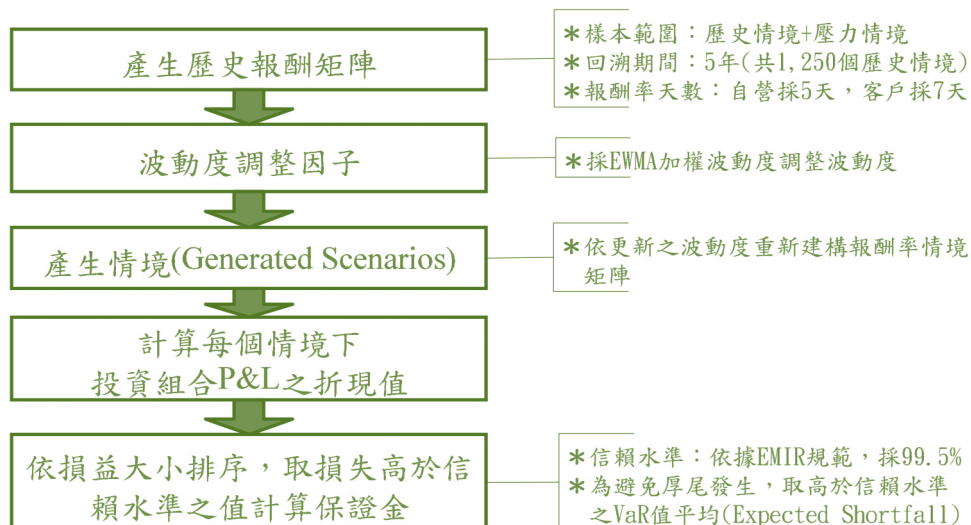 產生歷史報酬矩陣
＊樣本範圍：歷史情境+壓力情境
＊回溯期間：5年(共1,250個歷史情境)
＊報酬率天數：自營採5天，客戶採7天
波動度調整因子
＊採EWMA加權波動度調整波動度
產生情境(Generated Scenarios)
＊依更新之波動度重新建構報酬率情境
矩陣
計算每個情境下
投資組合P&L之折現值
依損益大小排序，取損失高於信
賴水準之值計算保證金
＊信賴水準：依據EMIR規範，採99.5%
＊為避免厚尾發生，取高於信賴水準
之VaR值平均(Expected Shortfall)